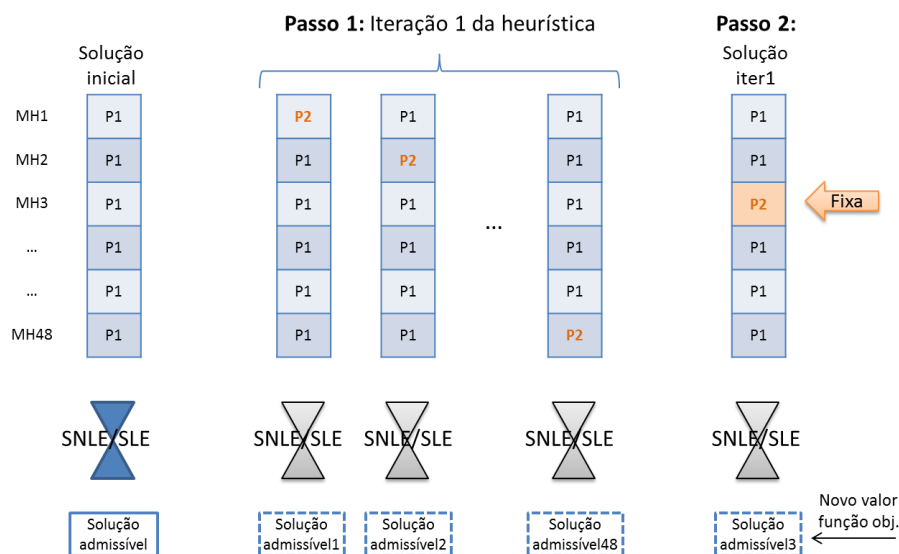 Passo 1: Iteração 1 da heurística
Passo 2:
Solução
inicial
Solução
iter1
MH1 P1 P2 P1 P1 P1
MH2 P1 P1 P2 P1 P1
MH3 P1 P1 P1 P1 P2 Fixa
... P1 P1 P1 ... P1 P1
... P1 P1 P1 P1 P1
MH48 P1 P1 P1 P2 P1
SNLE/SLE SNLE/SLE SNLE/SLE SNLE/SLE SNLE/SLE
Solução
admissível
Solução
admissível1
Solução
admissível2
Solução
admissível48
Solução
admissível3
Novo valor
função obj.